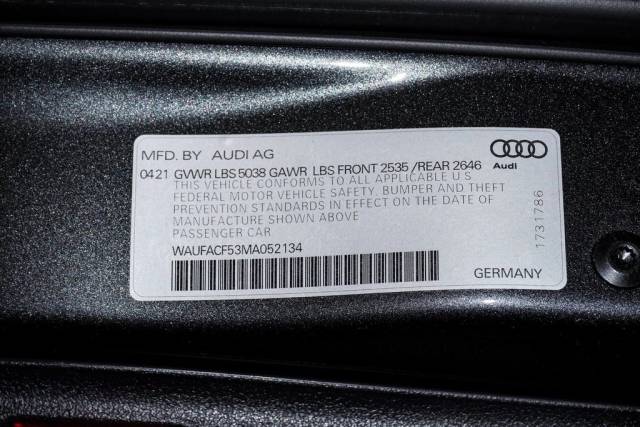 MFD. BY AUDI AG
0421 GVWR LBS 5038 GAWR LBS FRONT 2535 / REAR 2646
THIS VEHICLE CONFORMS TO ALL APPLICABLE U S
FEDERAL MOTOR VEHICLE SAFETY, BUMPER AND THEFT
PREVENTION STANDARDS IN EFFECT ON THE DATE OF
MANUFACTURE SHOWN ABOVE
PASSENGER CAR
WAUFACF53MA052134
Audi
1731786
GERMANY